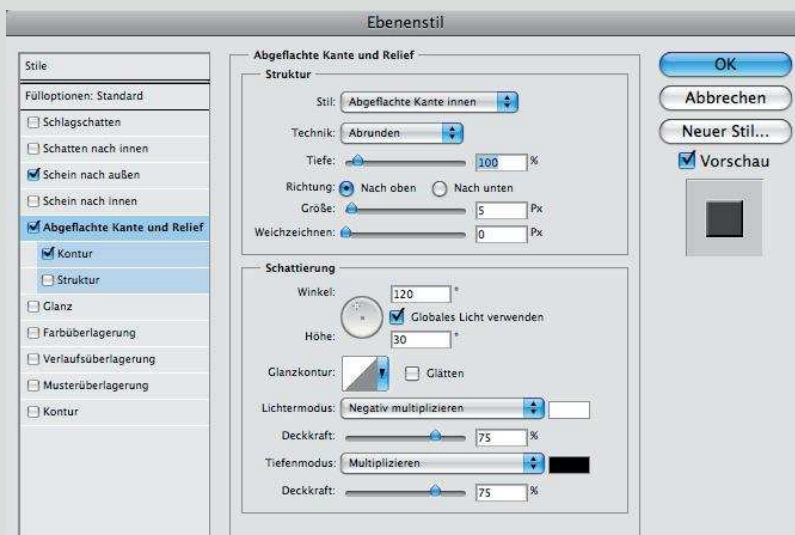 Ebenenstil
Stile
Fülloptionen: Standard
Schlagschatten
Schatten nach innen
Schein nach außen
Schein nach innen
Abgeflachte Kante und Relief
Kontur
Struktur
Glanz
Farbüberlagerung
Verlaufsüberlagerung
Musterüberlagerung
Kontur
Abgeflachte Kante und Relief
Struktur
Stil: Abgeflachte Kante innen
Technik: Abrunden
Tiefe: 100 %
Richtung: Nach oben Nach unten
Größe: 5 Px
Weichzeichnen: 0 Px
Schattierung
Winkel: 120 °
Globales Licht verwenden
Höhe: 30 °
Glanzkontur: Glätten
Lichtermodus: Negativ multiplizieren
Deckkraft: 75 %
Tiefenmodus: Multiplizieren
Deckkraft: 75 %
OK
Abbrechen
Neuer Stil...
Vorschau